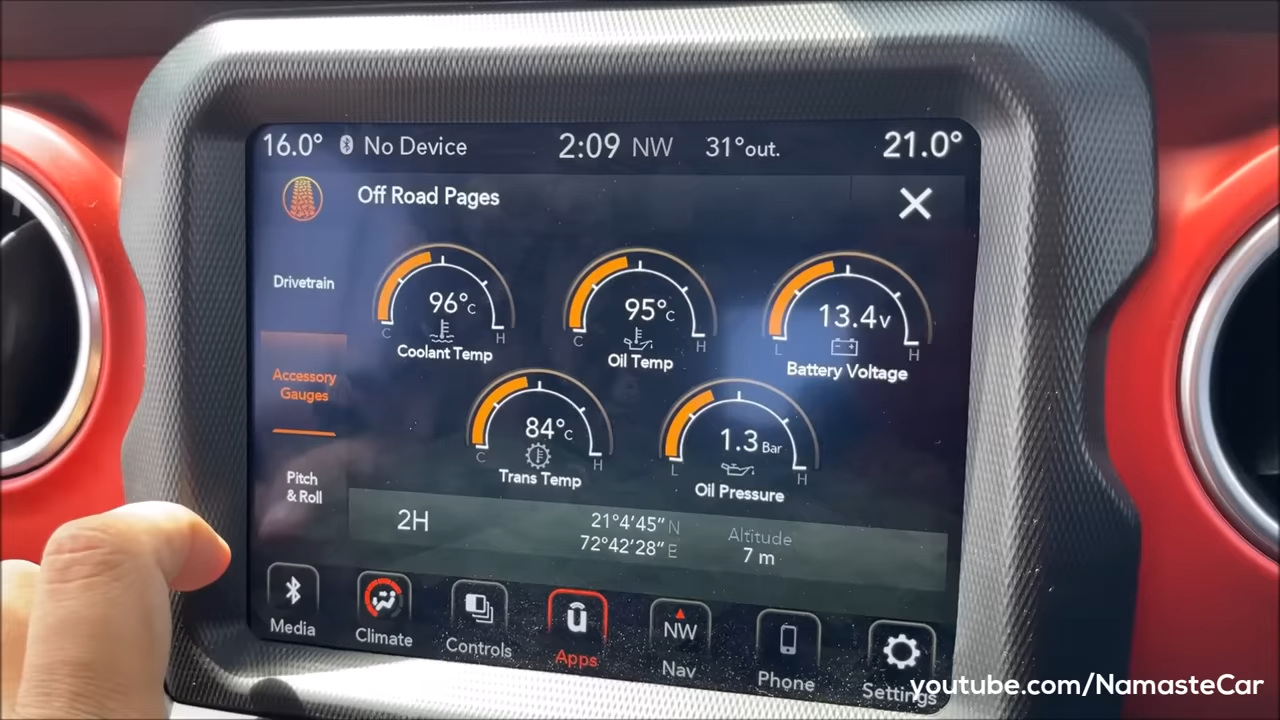 16.0° No Device 2:09 NW 31°out. 21.0°
Off Road Pages
Drivetrain
Accessory
Gauges
Pitch
& Roll
96°C
C H
Coolant Temp
95°C
C H
Oil Temp
13.4v
L H
Battery Voltage
84°C
C H
Trans Temp
1.3 Bar
L H
Oil Pressure
2H
21°4'45" N
72°42'28" E
Altitude
7 m
Media
Climate
Controls
u
Apps
NW
Nav
Phone
Settings
youtube.com/NamasteCar